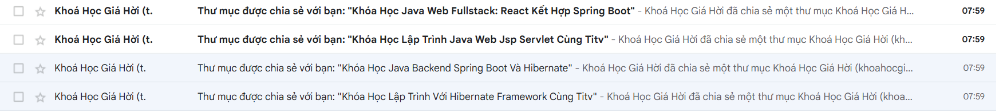 Khoá Học Giá Hời (t. Thư mục được chia sẻ với bạn: "Khóa Học Java Web Fullstack: React Kết Hợp Spring Boot" - Khoá Học Giá Hời đã chia sẻ một thư mục Khoá Học Giá H... 07:59
Khoá Học Giá Hời (t. Thư mục được chia sẻ với bạn: "Khóa Học Lập Trình Java Web Jsp Servlet Cùng Titv" - Khoá Học Giá Hời đã chia sẻ một thư mục Khoá Học Giá Hời (kh... 07:59
Khoá Học Giá Hời (t. Thư mục được chia sẻ với bạn: "Khóa Học Java Backend Spring Boot Và Hibernate" - Khoá Học Giá Hời đã chia sẻ một thư mục Khoá Học Giá Hời (khoahocgi... 07:59
Khoá Học Giá Hời (t. Thư mục được chia sẻ với bạn: "Khóa Học Lập Trình Với Hibernate Framework Cùng Titv" - Khoá Học Giá Hời đã chia sẻ một thư mục Khoá Học Giá Hời (khoa... 07:59